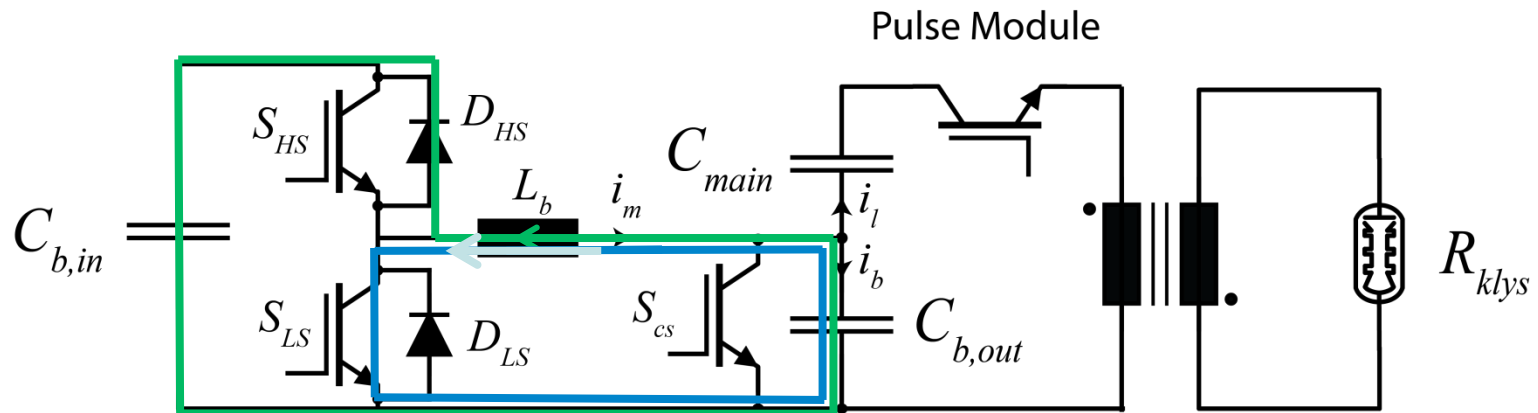 Pulse Module
S_HS
D_HS
C_main
L_b
i_m
i_l
C_b,in
i_b
R_klys
S_LS
D_LS
S_cs
C_b,out